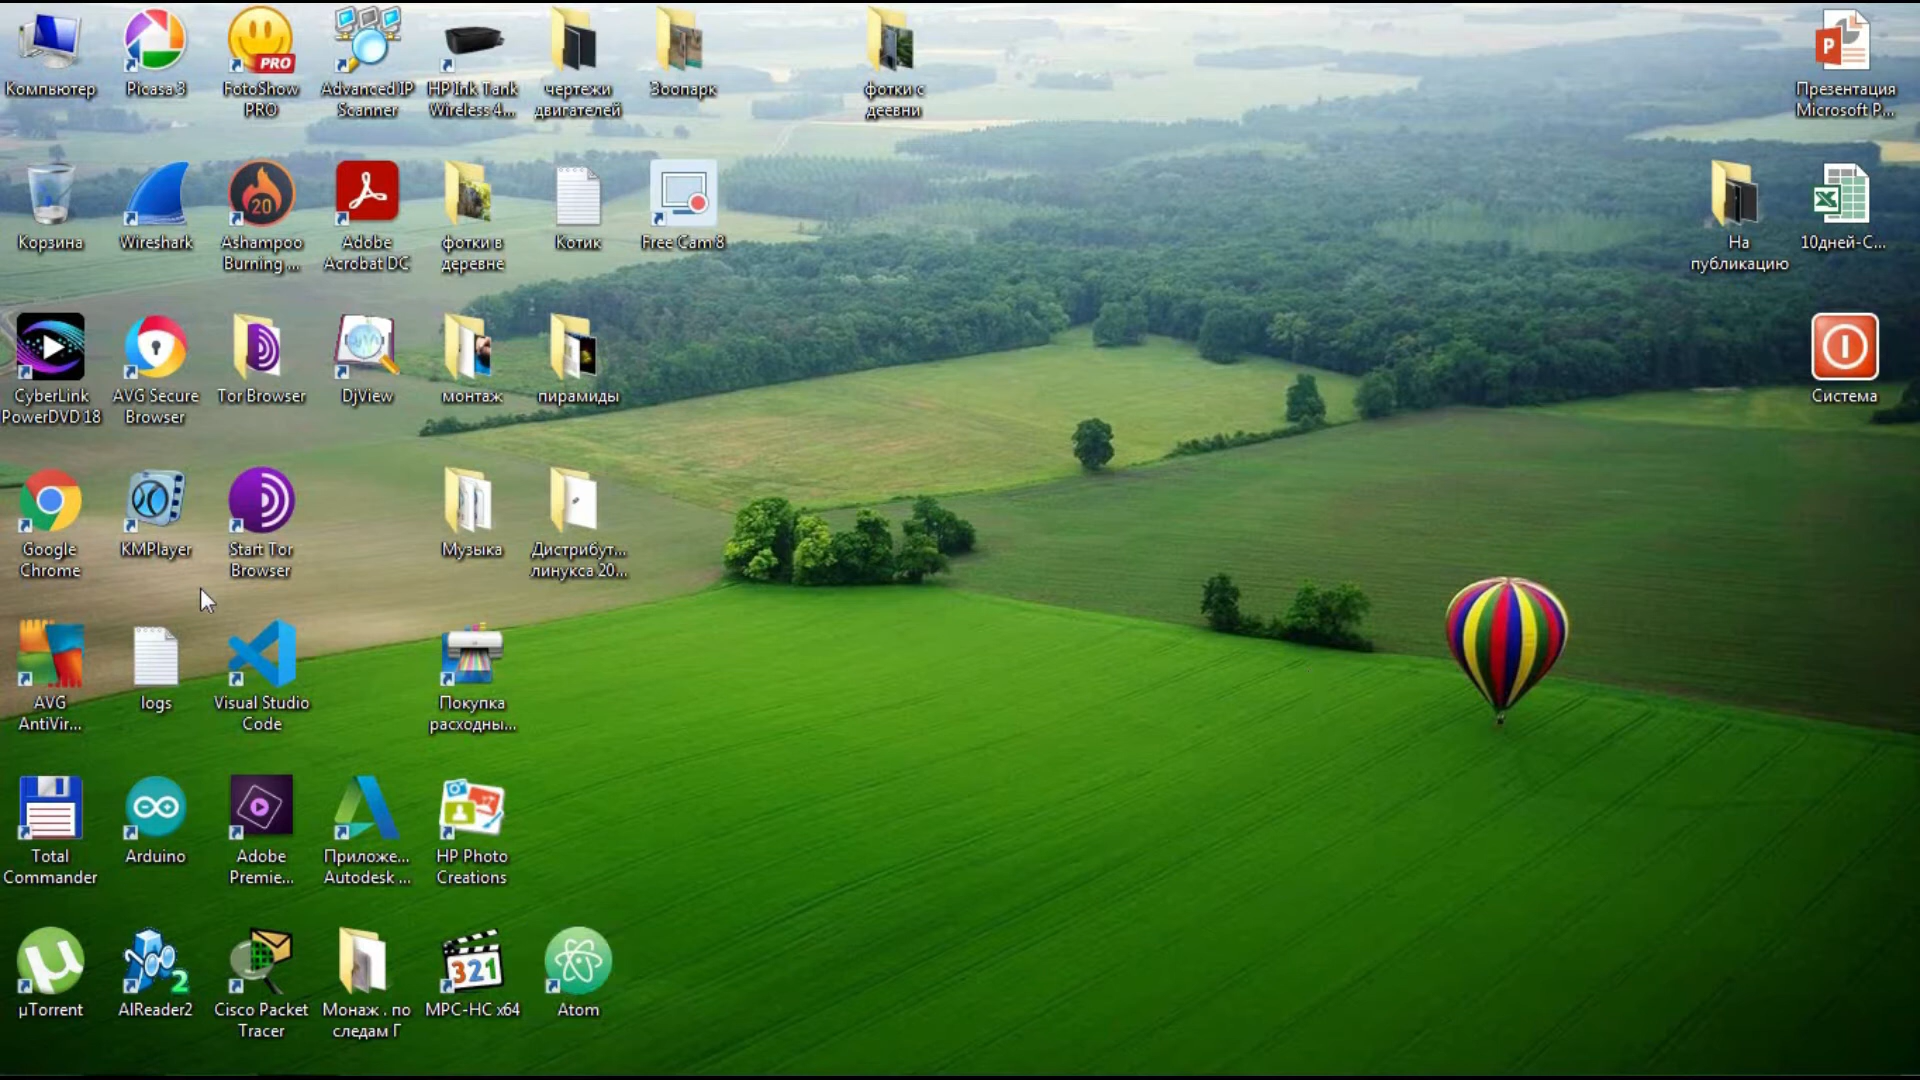 Компьютер
Picasa 3
FotoShow
PRO
Advanced IP
Scanner
HP Ink Tank
Wireless 4...
чертежи
двигателей
Зоопарк
фотки с
деевни
Презентация
Microsoft P...
PRO
P
Корзина
Wireshark
Ashampoo
Burning ...
Adobe
Acrobat DC
фотки в
деревне
Котик
Free Cam 8
На
публикацию
10дней-С...
20
X
CyberLink
PowerDVD 18
AVG Secure
Browser
Tor Browser
DjView
монтаж
пирамиды
Система
Google
Chrome
KMPlayer
Start Tor
Browser
Музыка
Дистрибут...
линукса 20...
AVG
AntiVir...
logs
Visual Studio
Code
Покупка
расходны...
Total
Commander
Arduino
Adobe
Premie...
Приложе...
Autodesk ...
HP Photo
Creations
µTorrent
AlReader2
Cisco Packet
Tracer
Монаж . по
следам Г
MPC-HC x64
Atom
µ
2
321